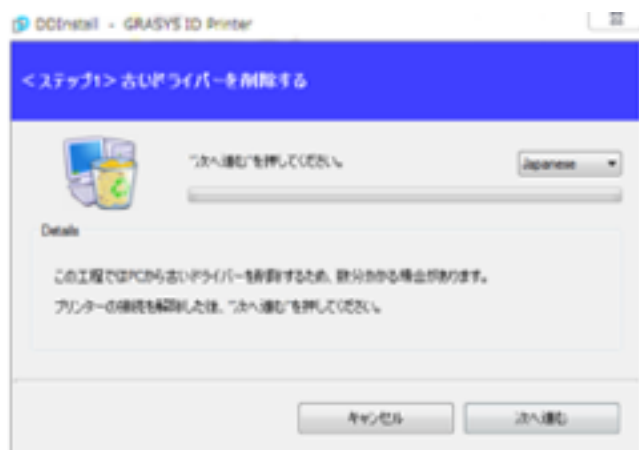 DDInstall - GRASYS ID Printer
<ステップ1> 古いドライバーを削除する
"次へ進む"を押してください。
Japanese
Details
この工程ではPCから古いドライバーを削除するため、数分かかる場合があります。
プリンターの接続を解除した後、"次へ進む"を押してください。
キャンセル
次へ進む